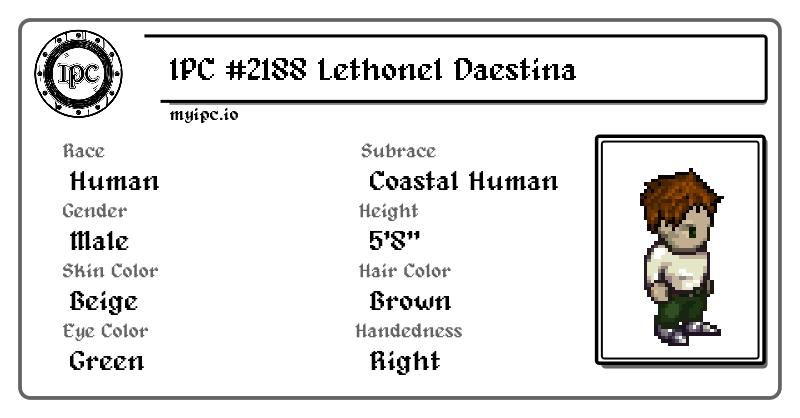 IPC
IPC #2188 Lethonel Daestina
myipc.io
Race
Human
Subrace
Coastal Human
Gender
Male
Height
5'8"
Skin Color
Beige
Hair Color
Brown
Eye Color
Green
Handedness
Right